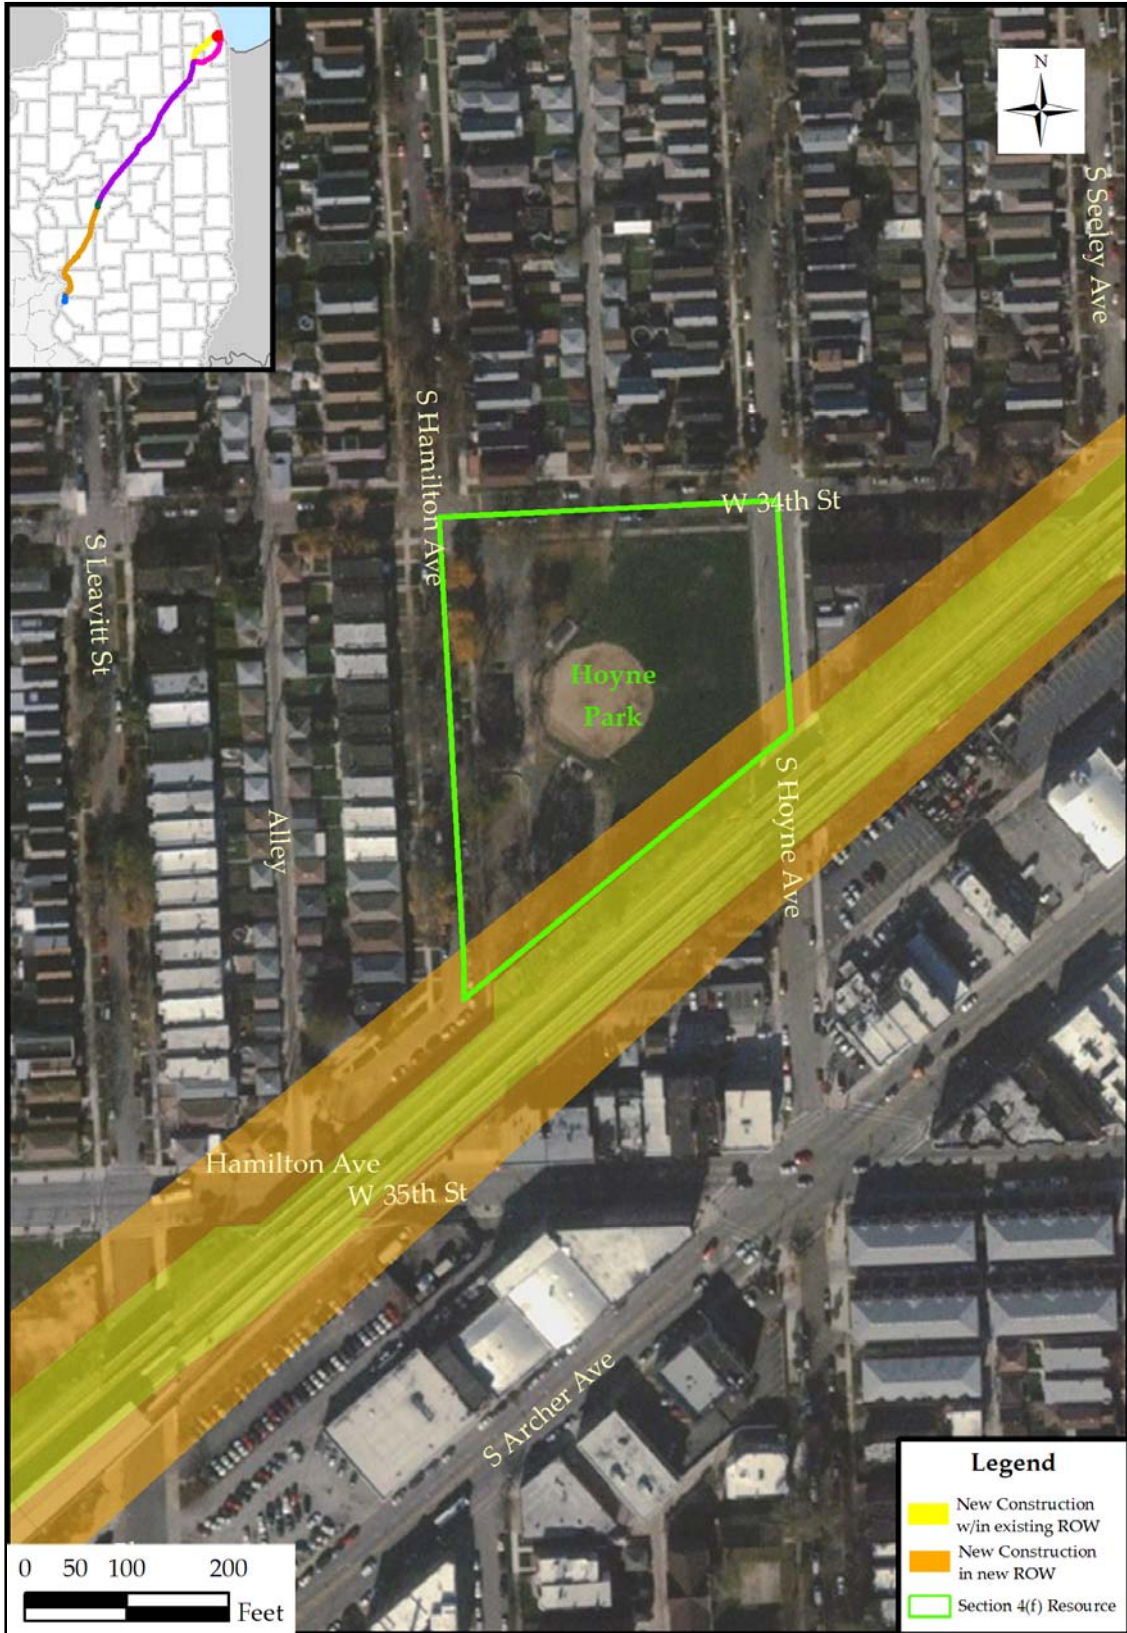 N
S Seeley Ave
S Hamilton Ave
W 34th St
S Leavitt St
Hoyne
Park
S Hoyne Ave
Alley
Hamilton Ave
W 35th St
S Archer Ave
Legend
New Construction
w/in existing ROW
New Construction
in new ROW
Section 4(f) Resource
0 50 100 200
Feet